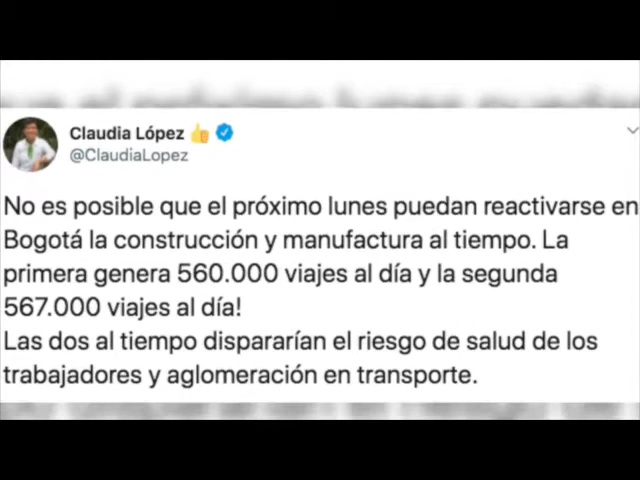 Claudia López 👍
@ClaudiaLopez
No es posible que el próximo lunes puedan reactivarse en
Bogotá la construcción y manufactura al tiempo. La
primera genera 560.000 viajes al día y la segunda
567.000 viajes al día!
Las dos al tiempo dispararían el riesgo de salud de los
trabajadores y aglomeración en transporte.